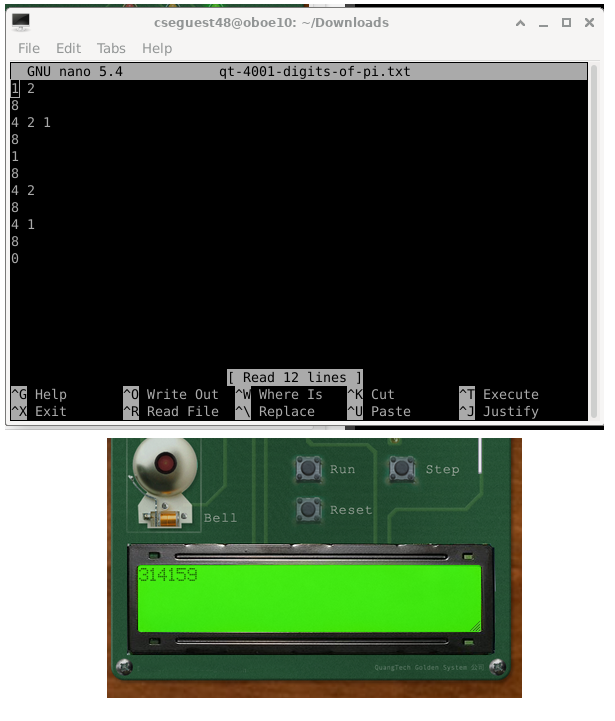 cseguest48@oboe10: ~/Downloads
File Edit Tabs Help
GNU nano 5.4 qt-4001-digits-of-pi.txt
1 2
8
4 2 1
8
1
8
4 2
8
4 1
8
0
[ Read 12 lines ]
^G Help ^O Write Out ^W Where Is ^K Cut ^T Execute
^X Exit ^R Read File ^\ Replace ^U Paste ^J Justify
Run Step
Reset
Bell
314159
QuangTech Golden System 公司